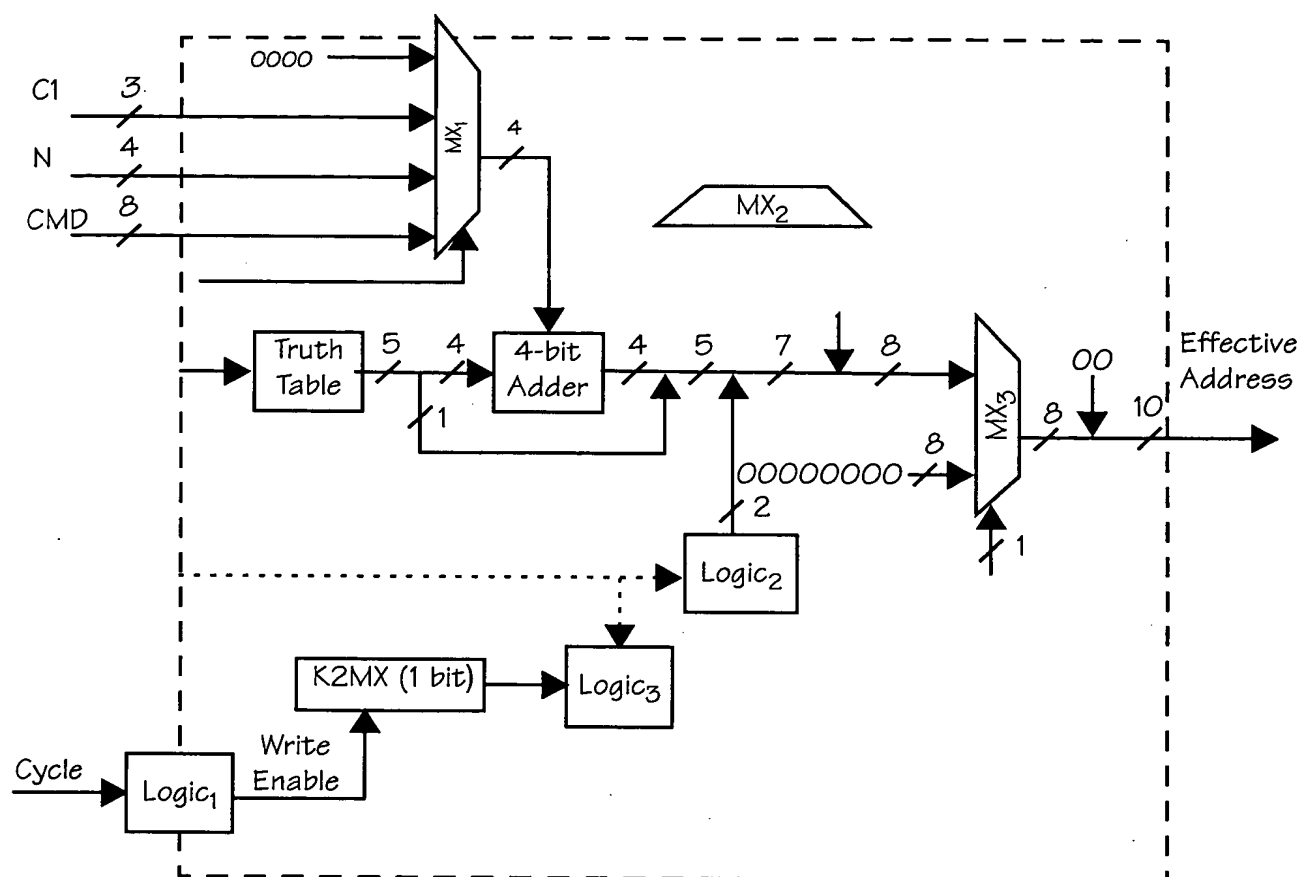 0000
C1
3
N
4
CMD
8
MX1
4
MX2
Truth
Table
5
4
1
4-bit
Adder
4
5
7
8
MX3
00
8
10
Effective
Address
00000000
8
1
2
Logic2
K2MX (1 bit)
Logic3
Cycle
Logic1
Write
Enable